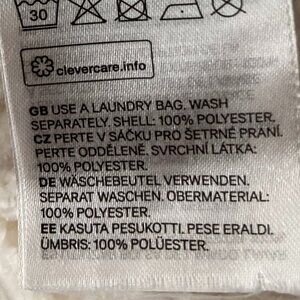 30
clevercare.info
GB USE A LAUNDRY BAG. WASH
SEPARATELY. SHELL: 100% POLYESTER.
CZ PERTE V SÁČKU PRO ŠETRNÉ PRANÍ.
PERTE ODDĚLENĚ. SVRCHNÍ LÁTKA:
100% POLYESTER.
DE WÄSCHEBEUTEL VERWENDEN.
SEPARAT WASCHEN. OBERMATERIAL:
100% POLYESTER.
EE KASUTA PESUKOTTI. PESE ERALDI.
ÜMBRIS: 100% POLÜESTER.